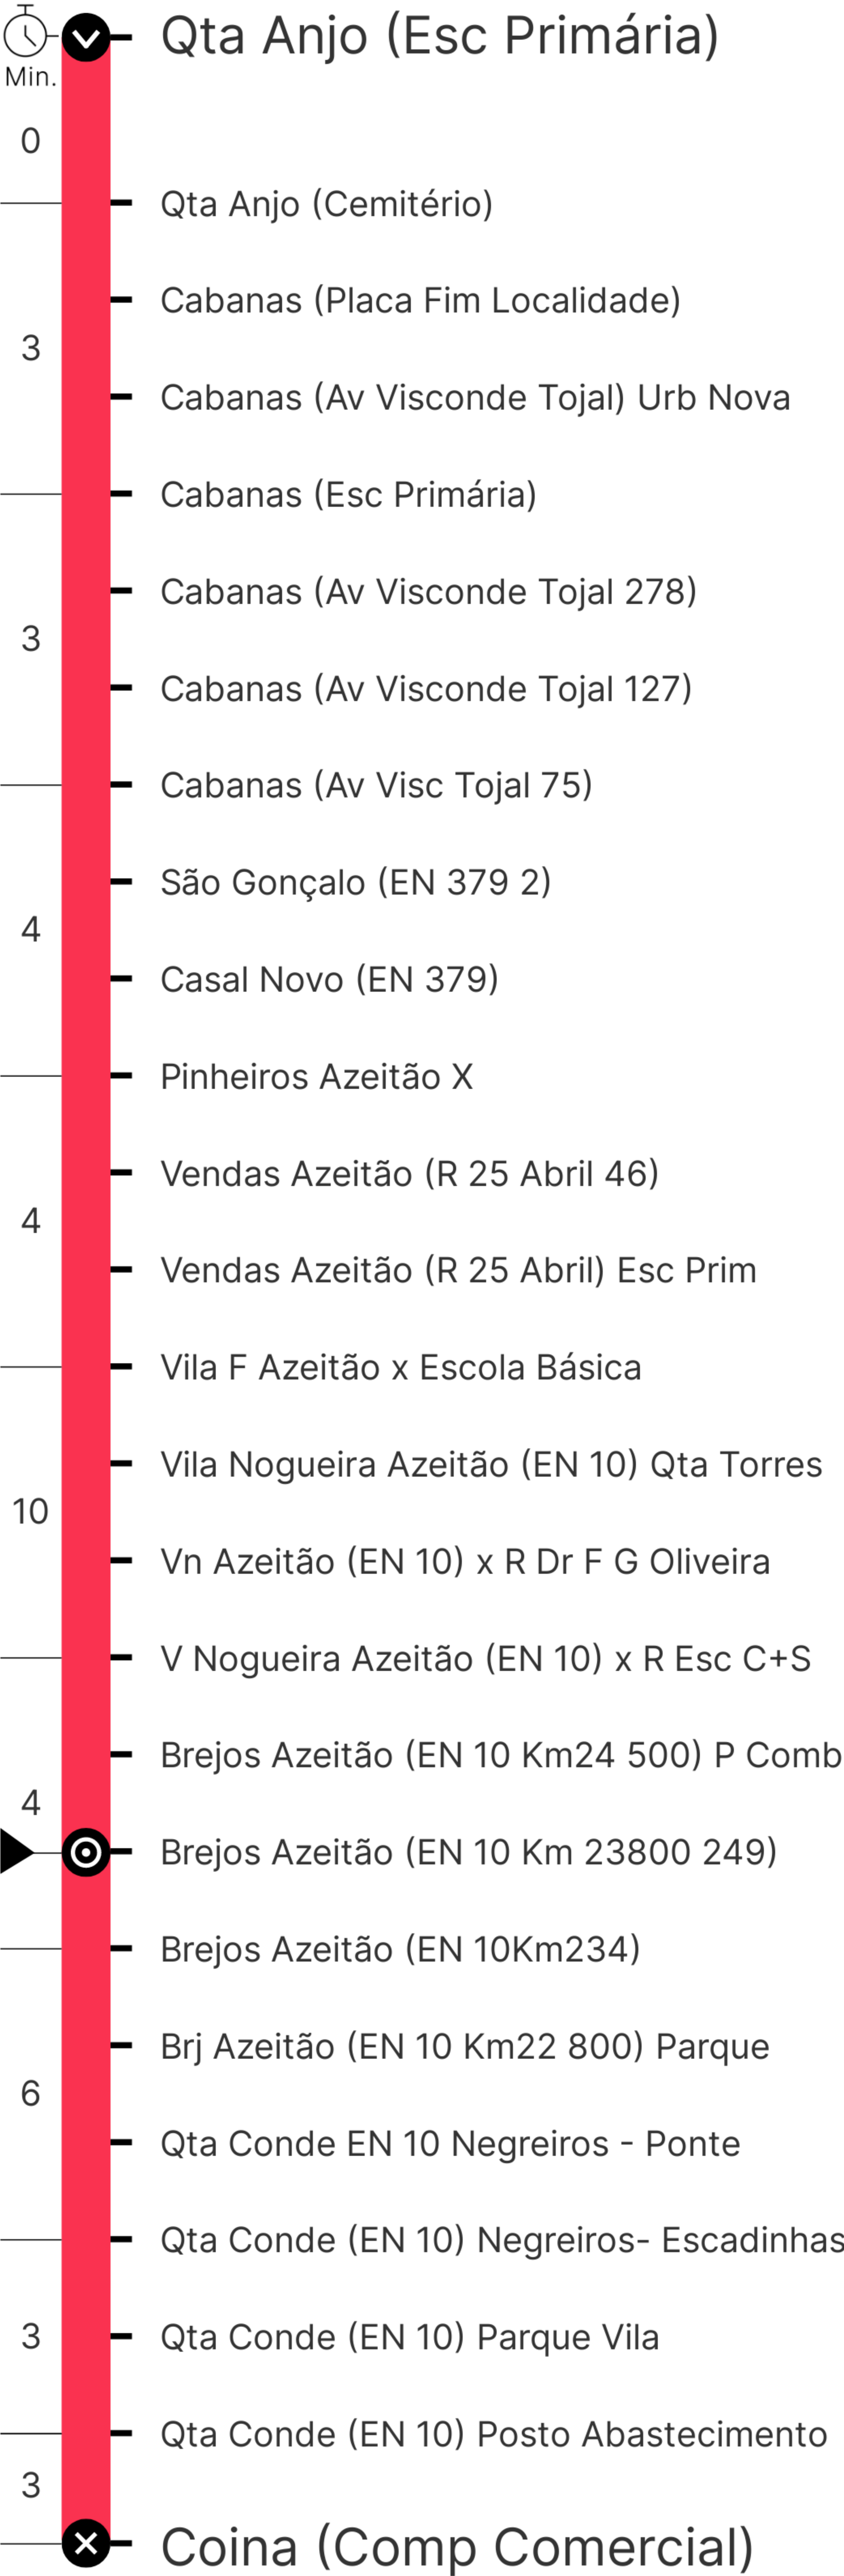 Qta Anjo (Esc Primária)
Min.
0
Qta Anjo (Cemitério)
Cabanas (Placa Fim Localidade)
3
Cabanas (Av Visconde Tojal) Urb Nova
Cabanas (Esc Primária)
Cabanas (Av Visconde Tojal 278)
3
Cabanas (Av Visconde Tojal 127)
Cabanas (Av Visc Tojal 75)
São Gonçalo (EN 379 2)
4
Casal Novo (EN 379)
Pinheiros Azeitão X
Vendas Azeitão (R 25 Abril 46)
4
Vendas Azeitão (R 25 Abril) Esc Prim
Vila F Azeitão x Escola Básica
Vila Nogueira Azeitão (EN 10) Qta Torres
10
Vn Azeitão (EN 10) x R Dr F G Oliveira
V Nogueira Azeitão (EN 10) x R Esc C+S
Brejos Azeitão (EN 10 Km24 500) P Comb
4
Brejos Azeitão (EN 10 Km 23800 249)
Brejos Azeitão (EN 10Km234)
Brj Azeitão (EN 10 Km22 800) Parque
6
Qta Conde EN 10 Negreiros - Ponte
Qta Conde (EN 10) Negreiros- Escadinhas
3
Qta Conde (EN 10) Parque Vila
Qta Conde (EN 10) Posto Abastecimento
3
Coina (Comp Comercial)